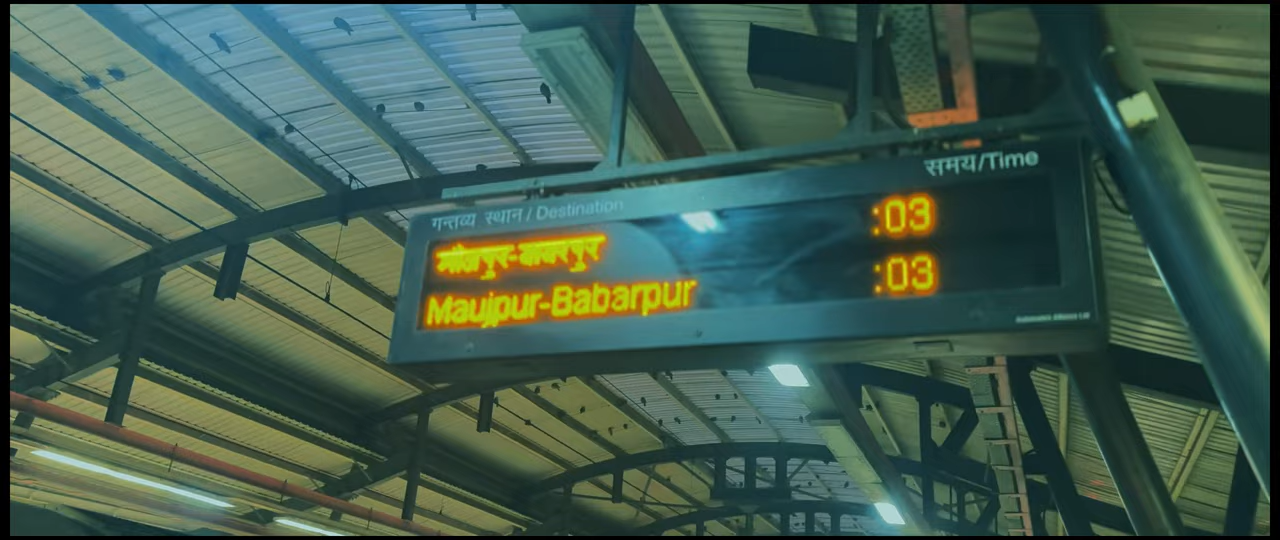 समय/Time
गन्तव्य स्थान / Destination
मौजपुर-बाबरपुर :03
Maujpur-Babarpur :03